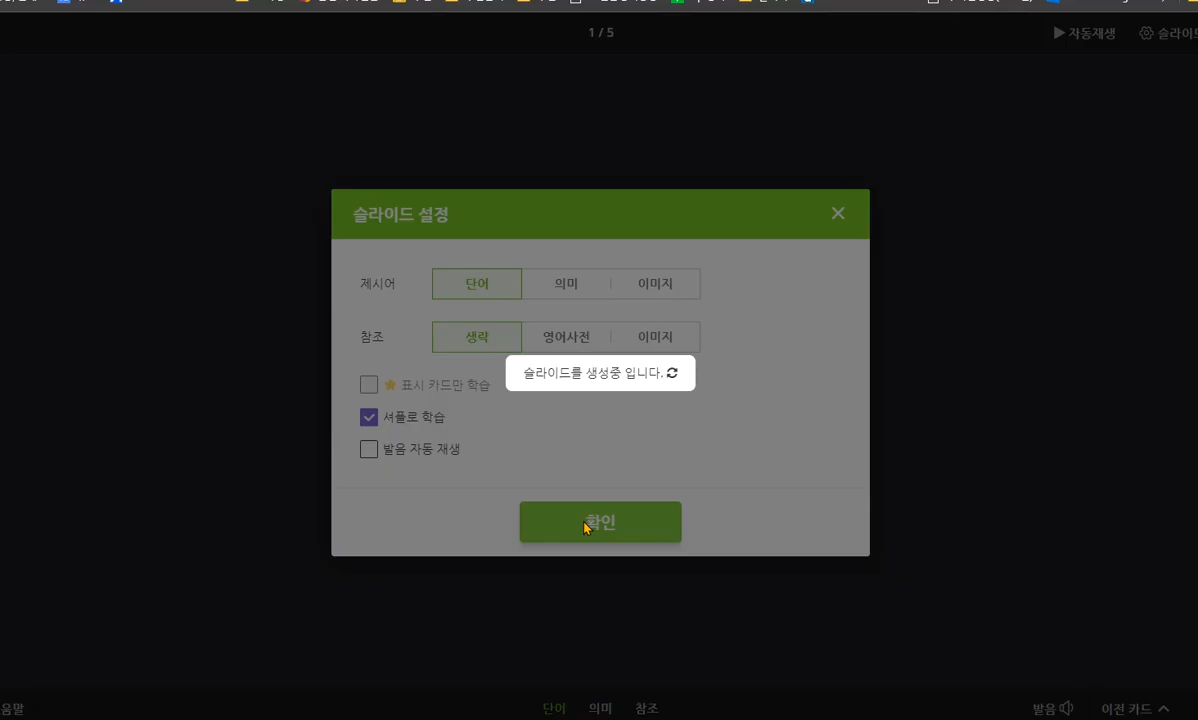 1 / 5
자동재생
슬라이드 설정
제시어 단어 의미 이미지
참조 생략 영어사전 이미지
슬라이드를 생성중 입니다.
표시 카드만 학습
셔플로 학습
발음 자동 재생
확인
단어 의미 참조 발음 이전 카드